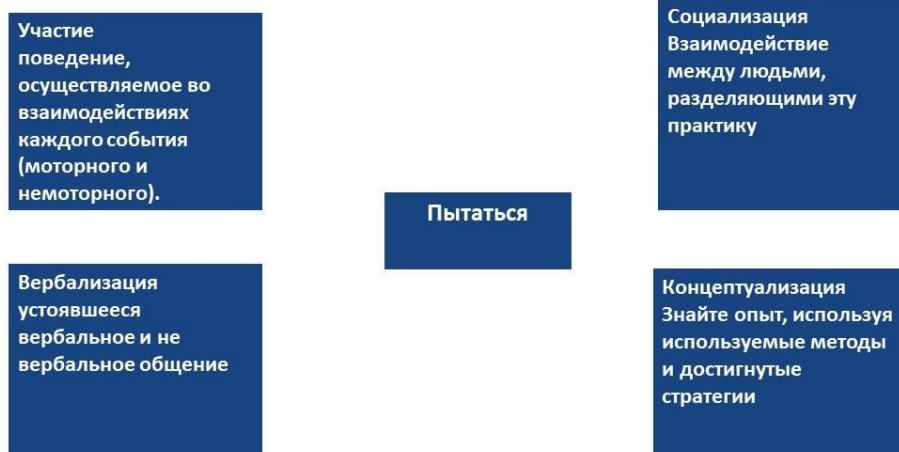 Участие
поведение,
осуществляемое во
взаимодействиях
каждого события
(моторного и
немоторного).
Социализация
Взаимодействие
между людьми,
разделяющими эту
практику
Пытаться
Вербализация
устоявшееся
вербальное и не
вербальное общение
Концептуализация
Знайте опыт, используя
используемые методы
и достигнутые
стратегии